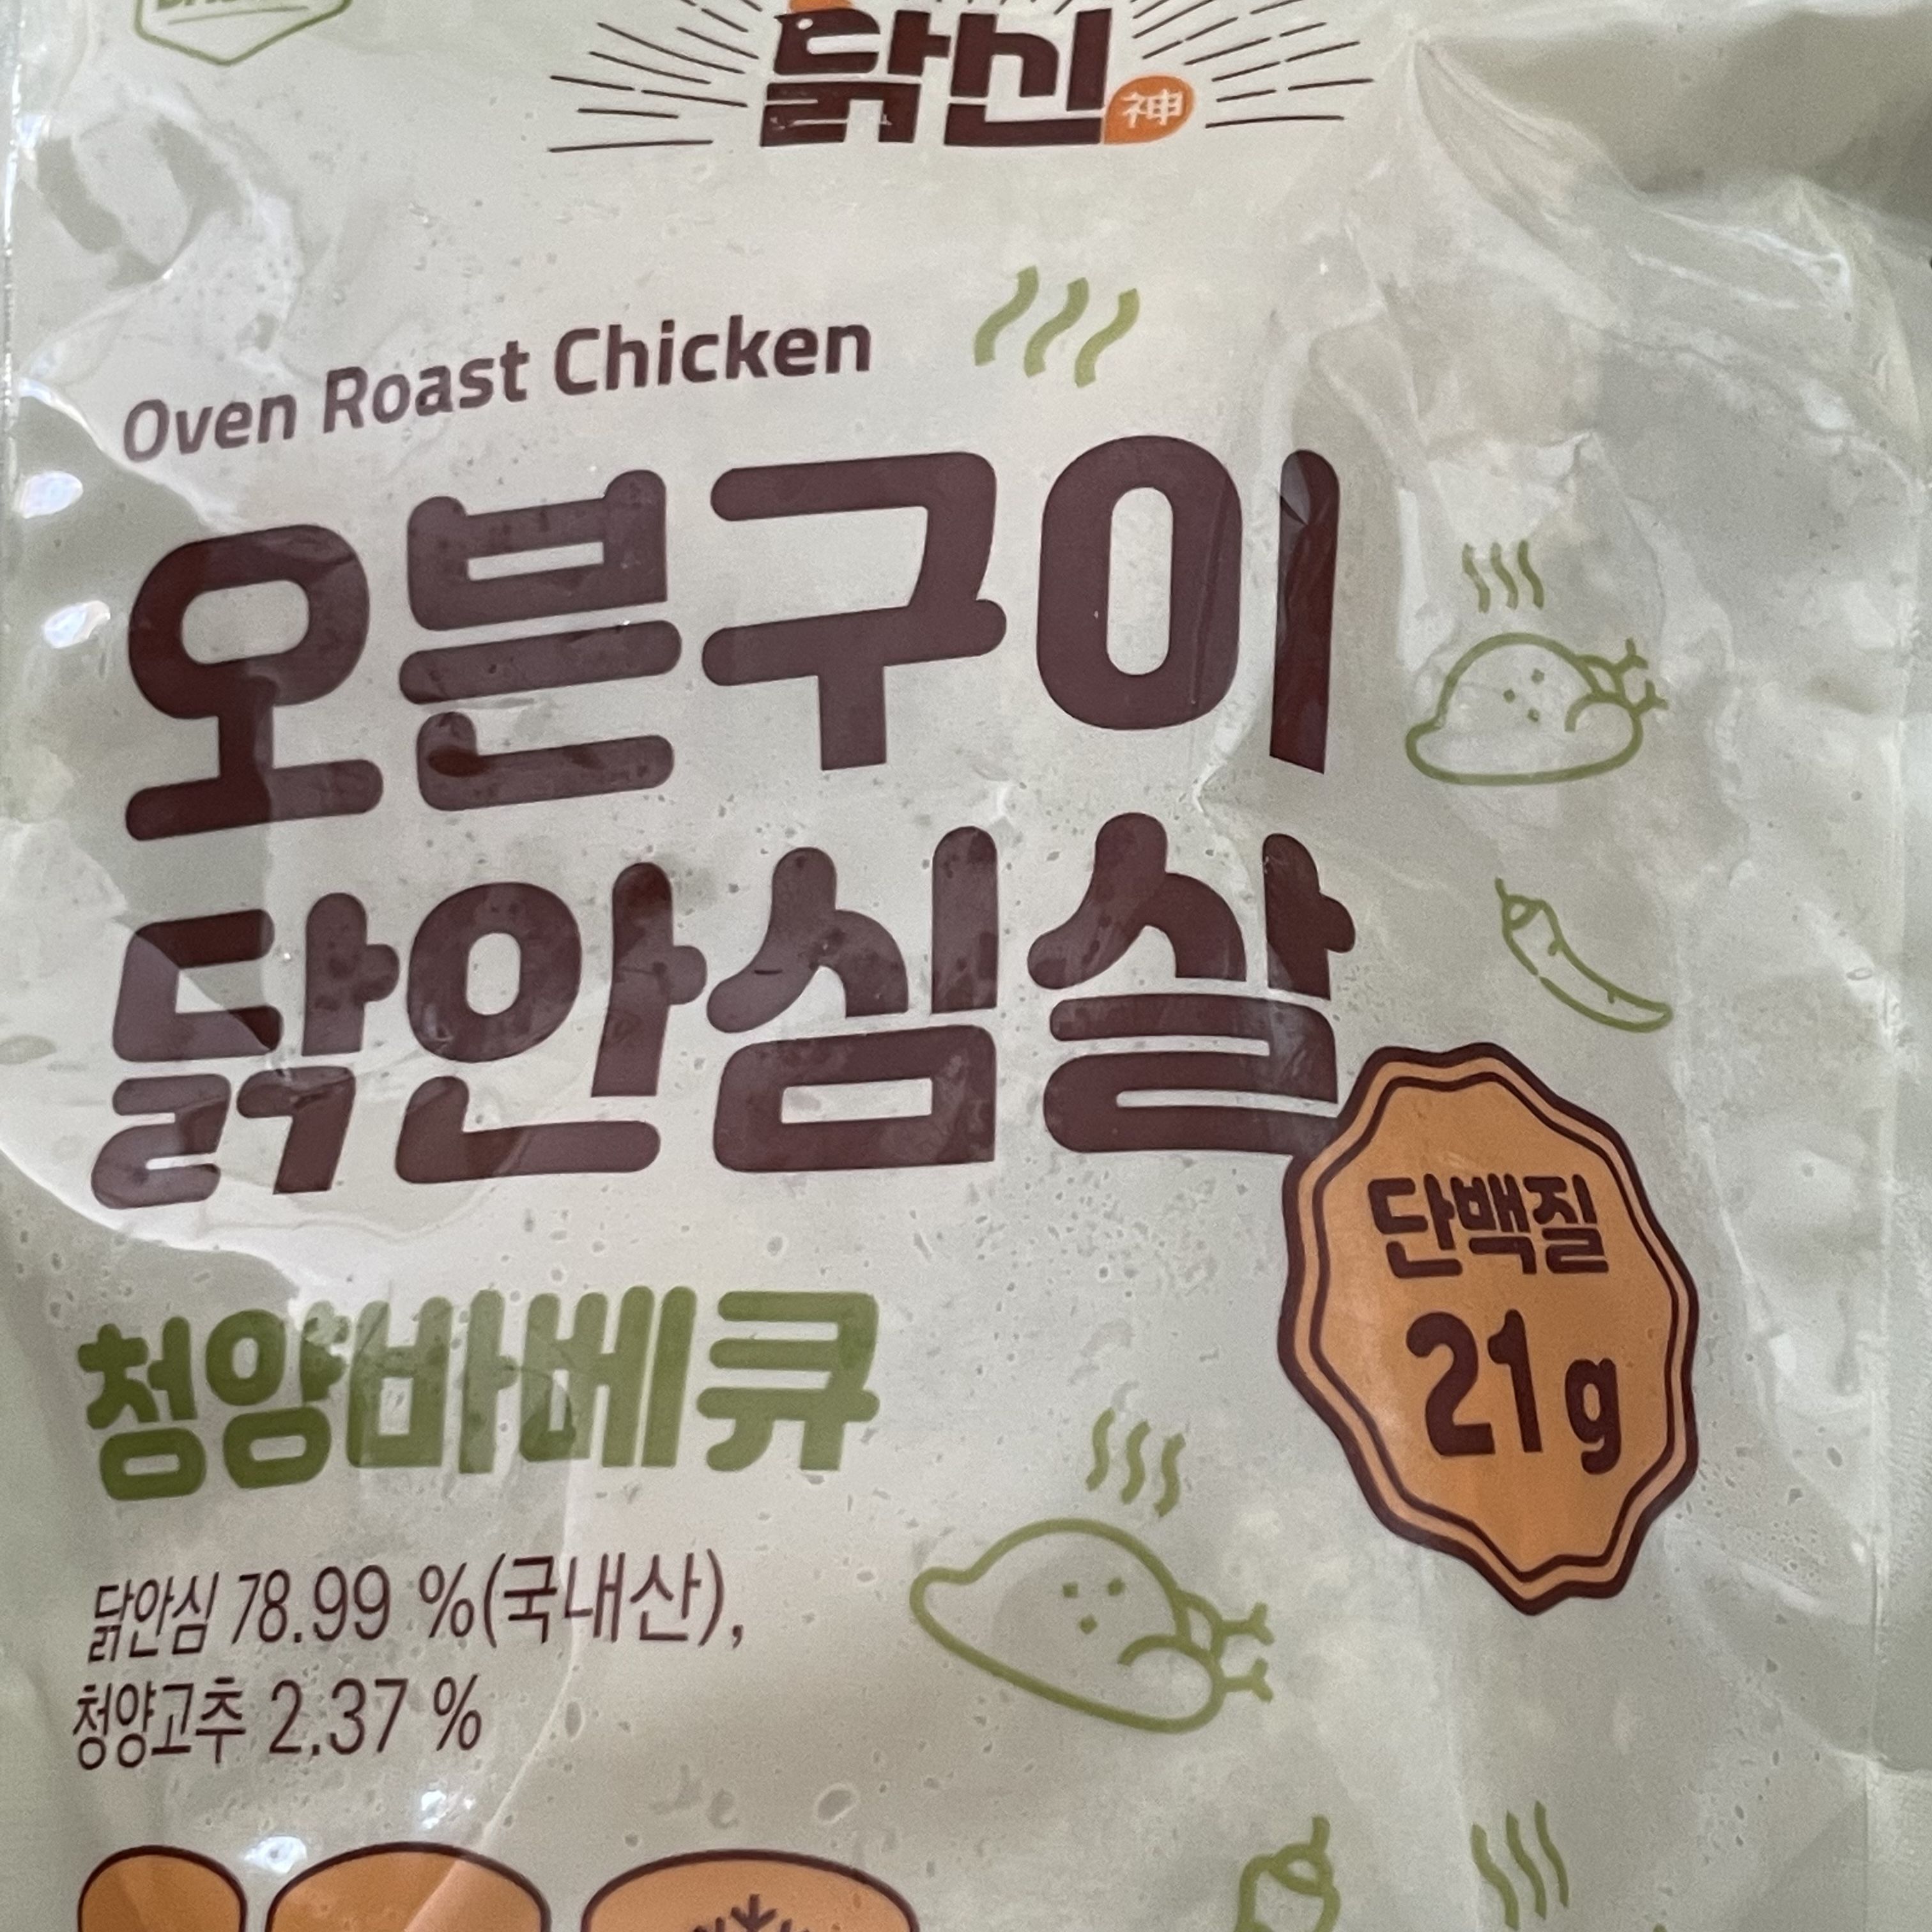 닭신
神
Oven Roast Chicken
오븐구이
닭안심살
단백질
21 g
청양바베큐
닭안심 78.99 %(국내산),
청양고추 2.37 %